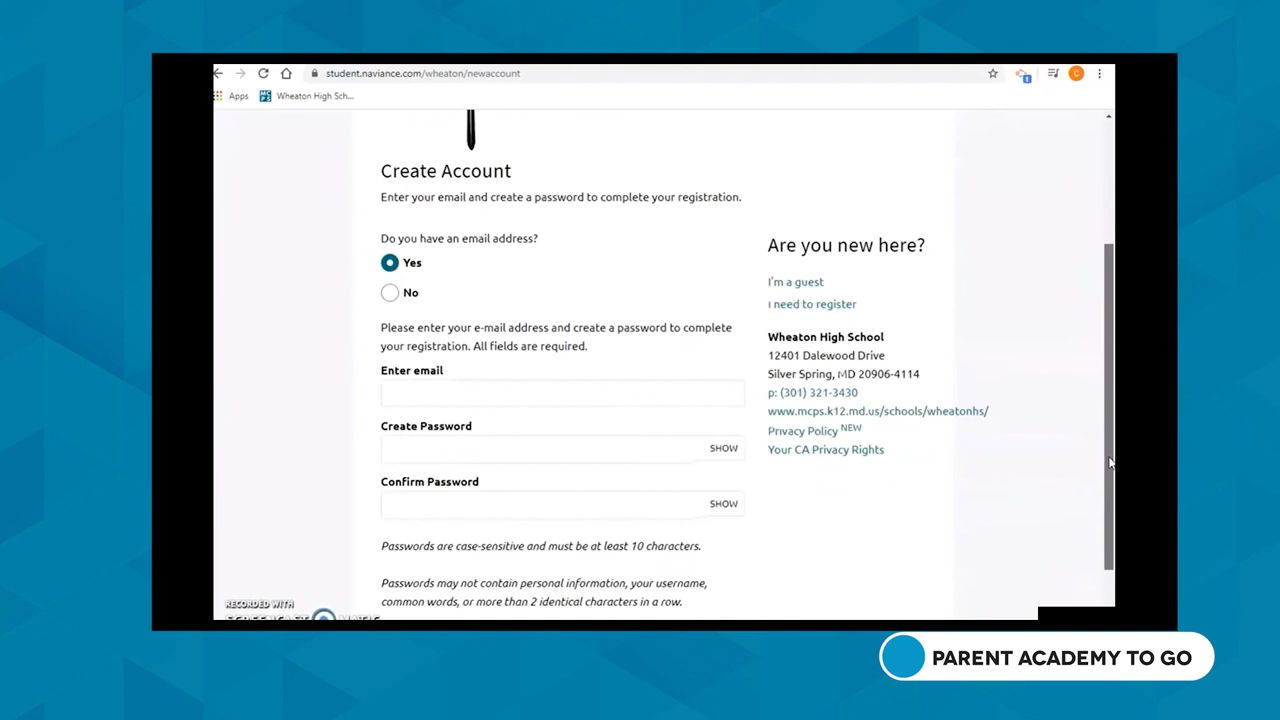 student.naviance.com/wheaton/newaccount
Apps
Wheaton High Sch...
Create Account
Enter your email and create a password to complete your registration.
Do you have an email address?
Yes
No
Please enter your e-mail address and create a password to complete
your registration. All fields are required.
Enter email
Create Password
SHOW
Confirm Password
SHOW
Passwords are case-sensitive and must be at least 10 characters.
Passwords may not contain personal information, your username,
common words, or more than 2 identical characters in a row.
Are you new here?
I'm a guest
I need to register
Wheaton High School
12401 Dalewood Drive
Silver Spring, MD 20906-4114
p: (301) 321-3430
www.mcps.k12.md.us/schools/wheatonhs/
Privacy Policy NEW
Your CA Privacy Rights
RECORDED WITH
PARENT ACADEMY TO GO